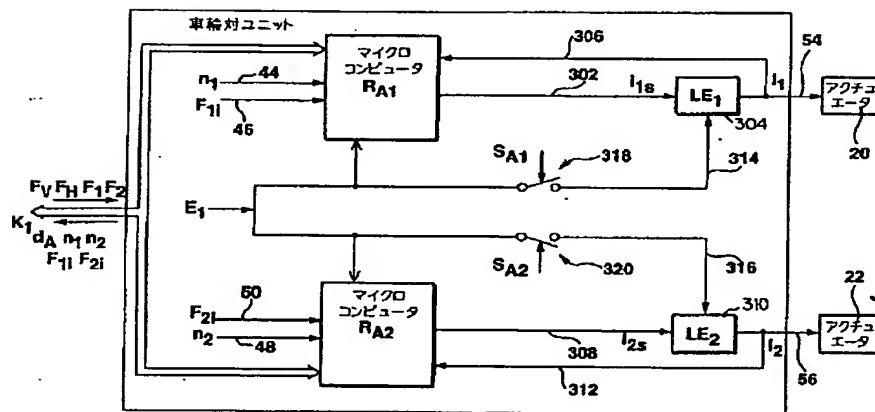 車輪対ユニット
マイクロ
コンピュータ
RA1
n1
44
F1i
46
306
302
i1s
LE1
304
i1
54
アクチュ
エータ
20
SA1
318
314
FV FH F1 F2
K1
dA n1 n2
F1i F2i
E1
SA2
320
316
マイクロ
コンピュータ
RA2
F2i
50
n2
48
308
i2s
310
LE2
312
i2
56
22
アクチュ
エータ